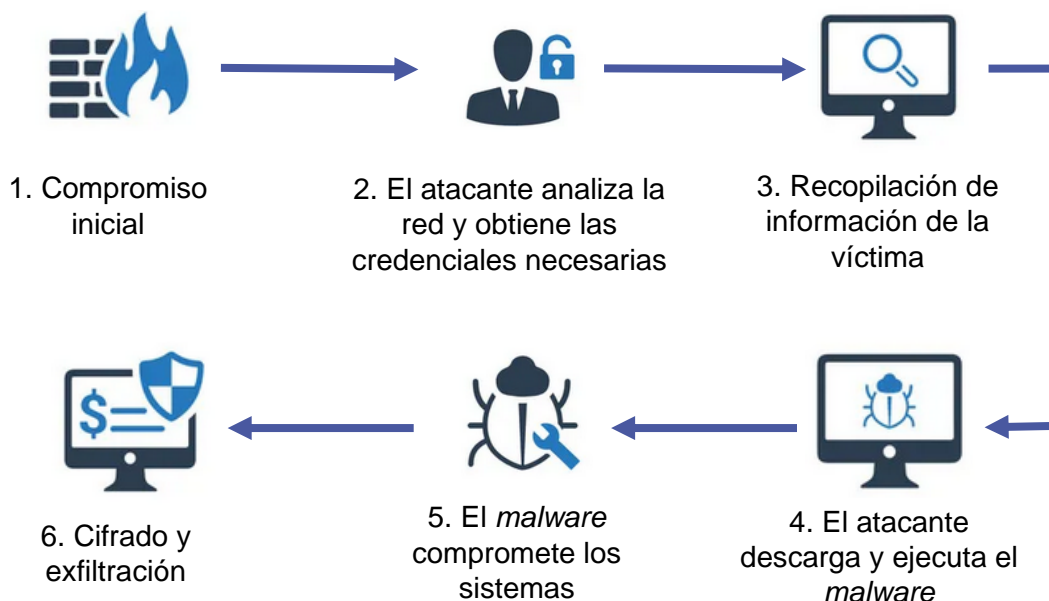 1. Compromiso
inicial
2. El atacante analiza la
red y obtiene las
credenciales necesarias
3. Recopilación de
información de la
víctima
$
4. El atacante
descarga y ejecuta el
malware
5. El malware
compromete los
sistemas
6. Cifrado y
exfiltración